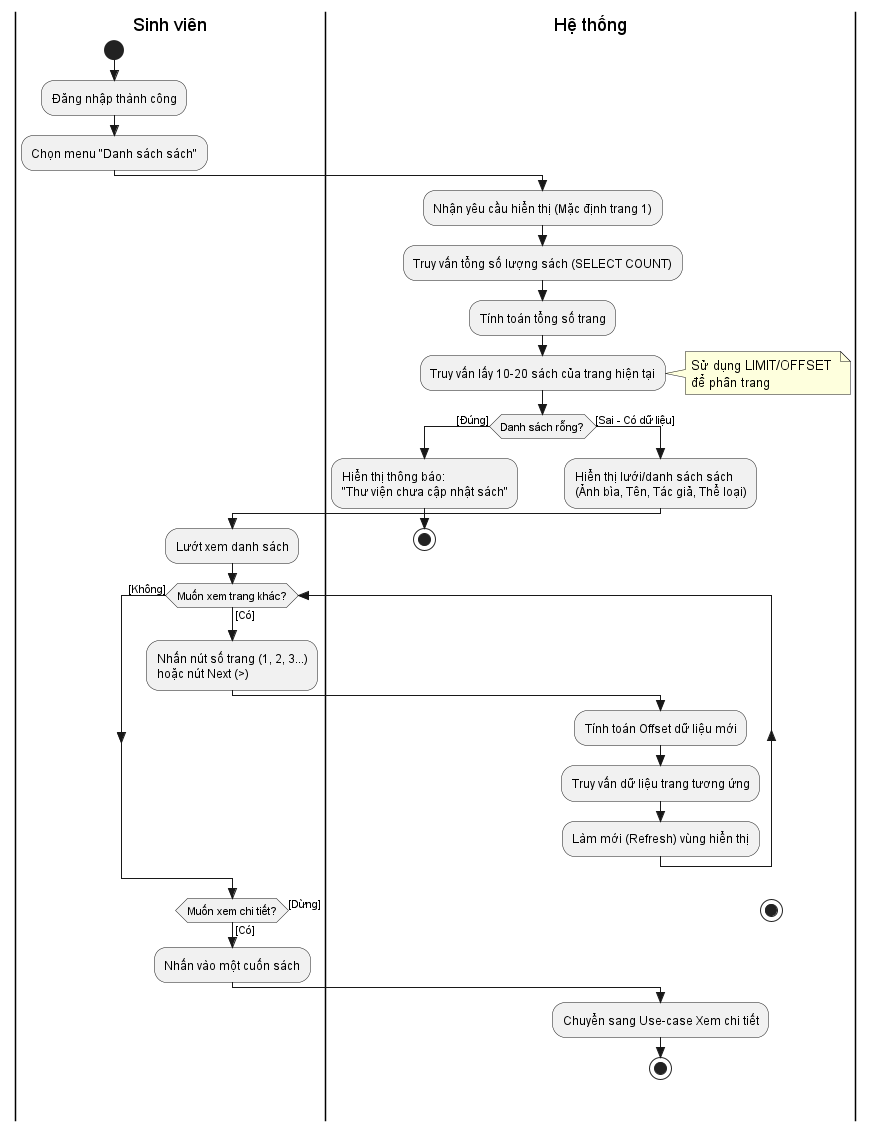 Sinh viên
Hệ thống
Đăng nhập thành công
Chọn menu "Danh sách sách"
Nhận yêu cầu hiển thị (Mặc định trang 1)
Truy vấn tổng số lượng sách (SELECT COUNT)
Tính toán tổng số trang
Truy vấn lấy 10-20 sách của trang hiện tại
Sử dụng LIMIT/OFFSET
để phân trang
[Đúng]
Danh sách rỗng?
[Sai - Có dữ liệu]
Hiển thị thông báo:
"Thư viện chưa cập nhật sách"
Hiển thị lưới/danh sách sách
(Ảnh bìa, Tên, Tác giả, Thể loại)
Lướt xem danh sách
[Không]
Muốn xem trang khác?
[Có]
Nhấn nút số trang (1, 2, 3...)
hoặc nút Next (>)
Tính toán Offset dữ liệu mới
Truy vấn dữ liệu trang tương ứng
Làm mới (Refresh) vùng hiển thị
Muốn xem chi tiết?
[Dừng]
[Có]
Nhấn vào một cuốn sách
Chuyển sang Use-case Xem chi tiết